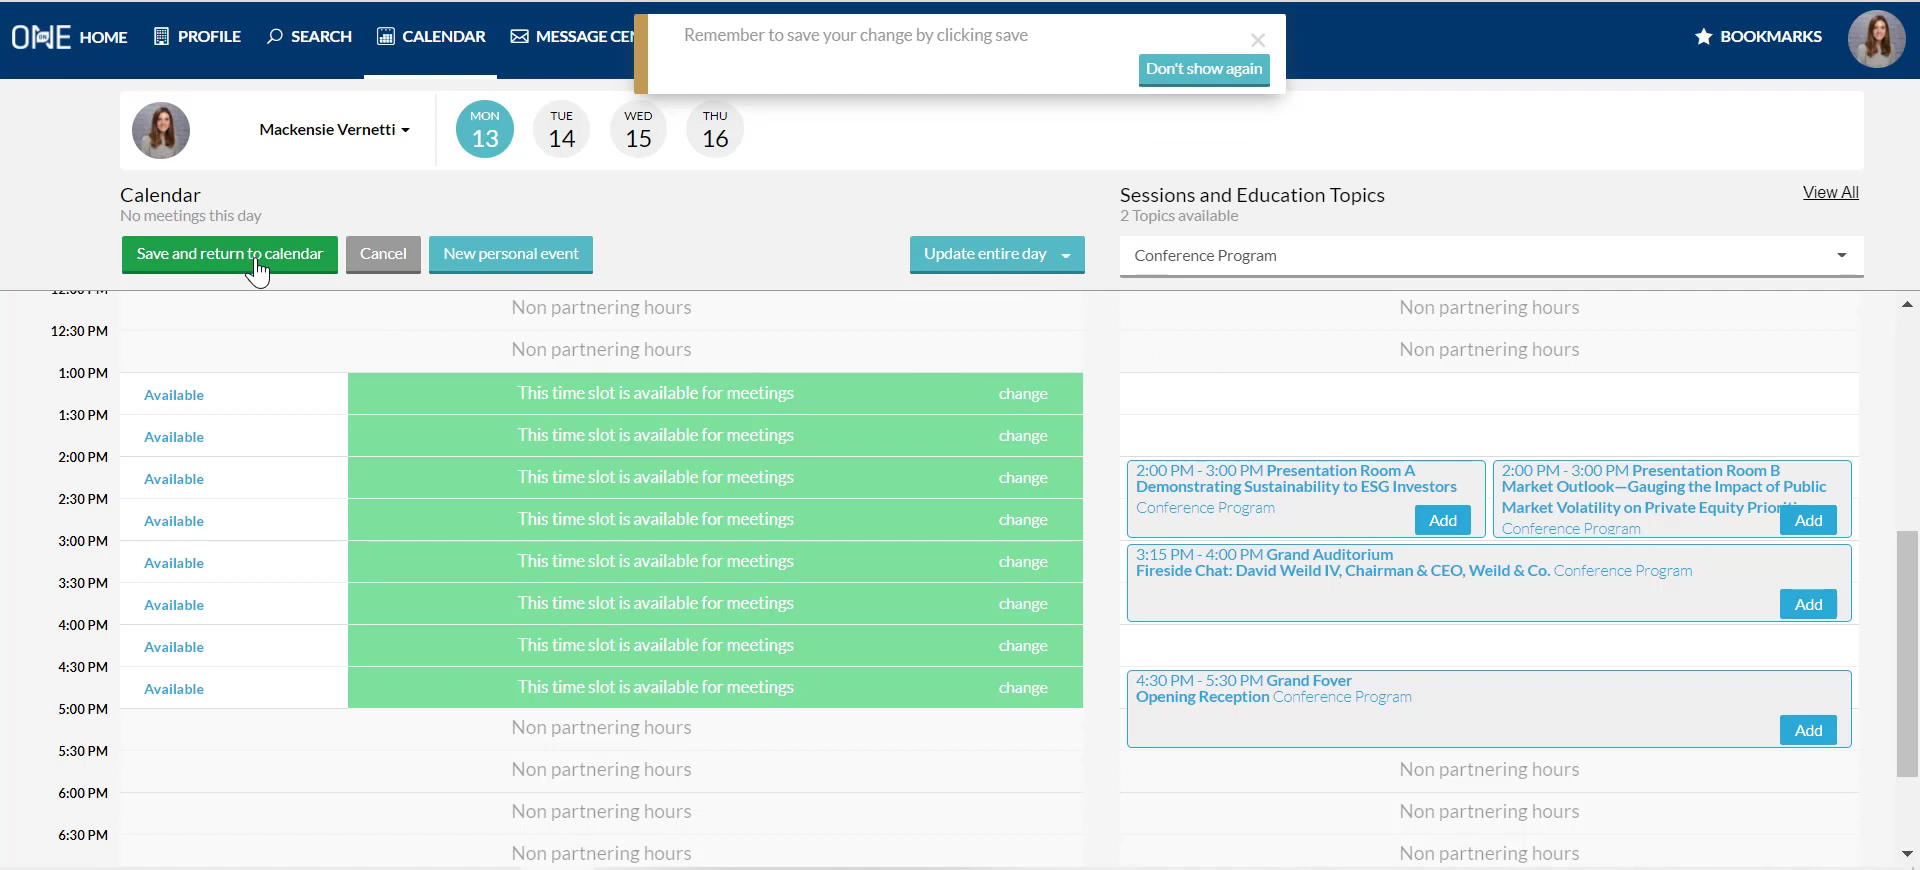 ONE HOME PROFILE SEARCH CALENDAR MESSAGE CEN BOOKMARKS
Remember to save your change by clicking save
Don't show again
Mackensie Vernetti
MON
13
TUE
14
WED
15
THU
16
Calendar
No meetings this day
Save and return to calendar Cancel New personal event Update entire day
Sessions and Education Topics
View All
2 Topics available
Conference Program
Non partnering hours
Non partnering hours
12:30 PM
Non partnering hours
Non partnering hours
1:00 PM
Available This time slot is available for meetings change
1:30 PM
Available This time slot is available for meetings change
2:00 PM
Available This time slot is available for meetings change
2:30 PM
Available This time slot is available for meetings change
3:00 PM
Available This time slot is available for meetings change
3:30 PM
Available This time slot is available for meetings change
4:00 PM
Available This time slot is available for meetings change
4:30 PM
Available This time slot is available for meetings change
5:00 PM
Non partnering hours
5:30 PM
Non partnering hours
6:00 PM
Non partnering hours
6:30 PM
Non partnering hours
2:00 PM - 3:00 PM Presentation Room A
Demonstrating Sustainability to ESG Investors
Conference Program
Add
2:00 PM - 3:00 PM Presentation Room B
Market Outlook—Gauging the Impact of Public
Market Volatility on Private Equity
Conference Program
Add
3:15 PM - 4:00 PM Grand Auditorium
Fireside Chat: David Weild IV, Chairman & CEO, Weild & Co. Conference Program
Add
4:30 PM - 5:30 PM Grand Foyer
Opening Reception Conference Program
Add
Non partnering hours
Non partnering hours
Non partnering hours